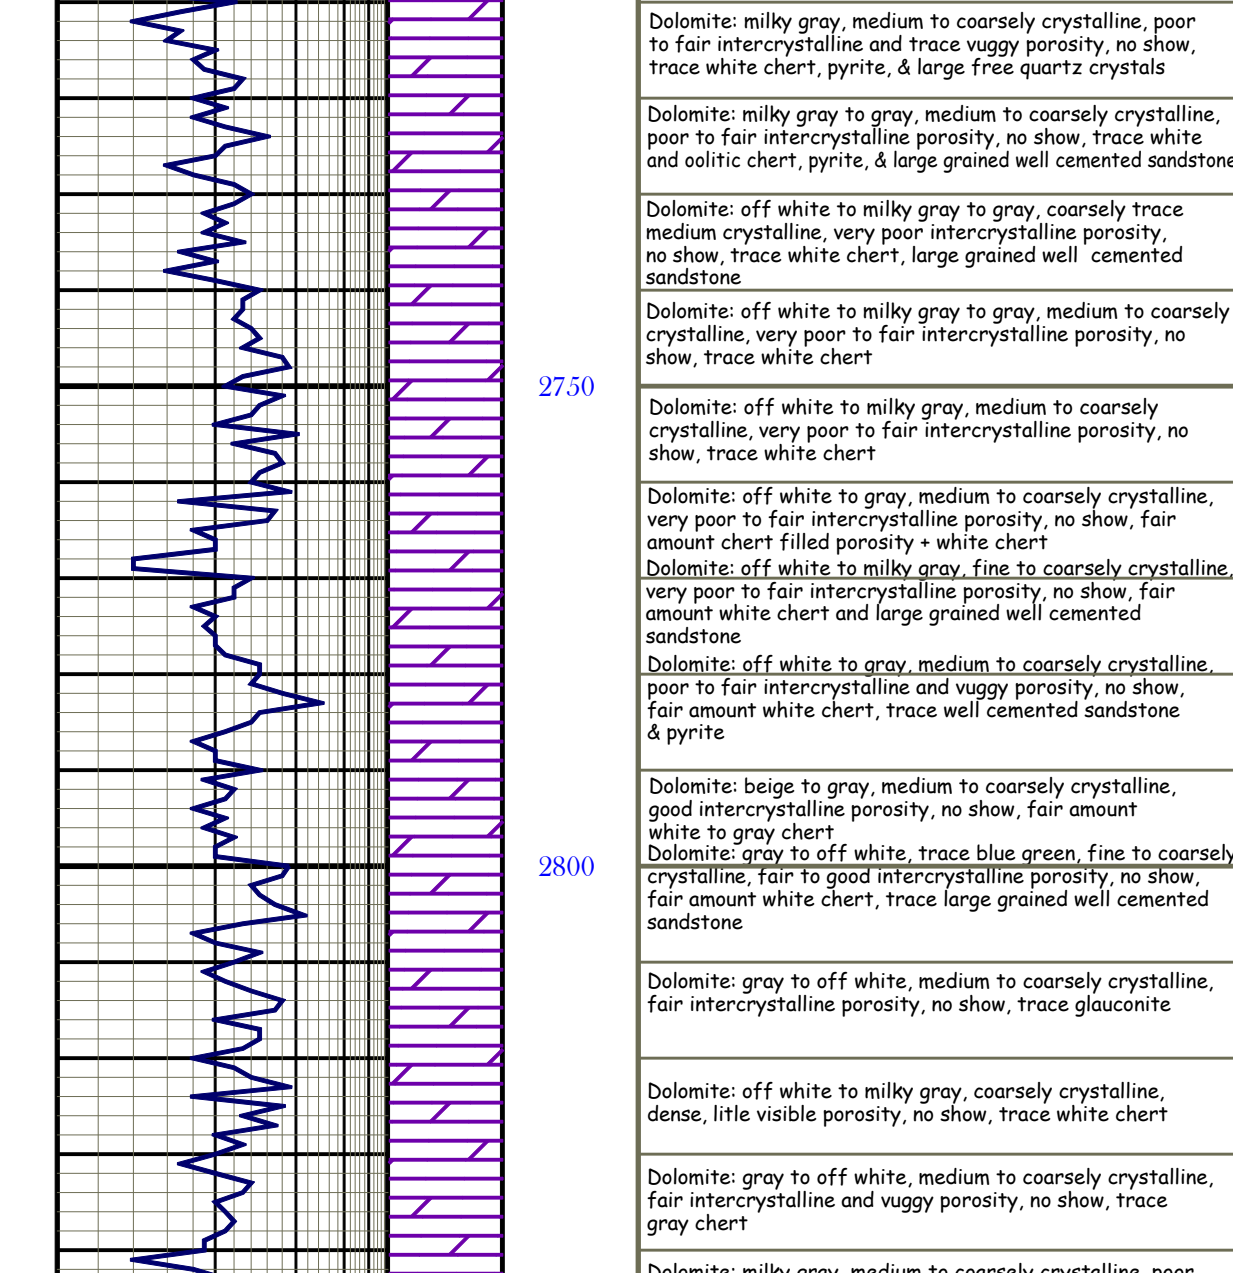 Dolomite: milky gray, medium to coarsely crystalline, poor
to fair intercrystalline and trace vuggy porosity, no show,
trace white chert, pyrite, & large free quartz crystals
Dolomite: milky gray to gray, medium to coarsely crystalline,
poor to fair intercrystalline porosity, no show, trace white
and oolitic chert, pyrite, & large grained well cemented sandstone
Dolomite: off white to milky gray to gray, coarsely trace
medium crystalline, very poor intercrystalline porosity,
no show, trace white chert, large grained well cemented
sandstone
Dolomite: off white to milky gray to gray, medium to coarsely
crystalline, very poor to fair intercrystalline porosity, no
show, trace white chert
2750
Dolomite: off white to milky gray, medium to coarsely
crystalline, very poor to fair intercrystalline porosity, no
show, trace white chert
Dolomite: off white to gray, medium to coarsely crystalline,
very poor to fair intercrystalline porosity, no show, fair
amount chert filled porosity + white chert
Dolomite: off white to milky gray, fine to coarsely crystalline,
very poor to fair intercrystalline porosity, no show, fair
amount white chert and large grained well cemented
sandstone
Dolomite: off white to gray, medium to coarsely crystalline,
poor to fair intercrystalline and vuggy porosity, no show,
fair amount white chert, trace well cemented sandstone
& pyrite
Dolomite: beige to gray, medium to coarsely crystalline,
good intercrystalline porosity, no show, fair amount
white to gray chert
2800
Dolomite: gray to off white, trace blue green, fine to coarsely
crystalline, fair to good intercrystalline porosity, no show,
fair amount white chert, trace large grained well cemented
sandstone
Dolomite: gray to off white, medium to coarsely crystalline,
fair intercrystalline porosity, no show, trace glauconite
Dolomite: off white to milky gray, coarsely crystalline,
dense, litle visible porosity, no show, trace white chert
Dolomite: gray to off white, medium to coarsely crystalline,
fair intercrystalline and vuggy porosity, no show, trace
gray chert
Dolomite: milky gray, medium to coarsely crystalline, poor